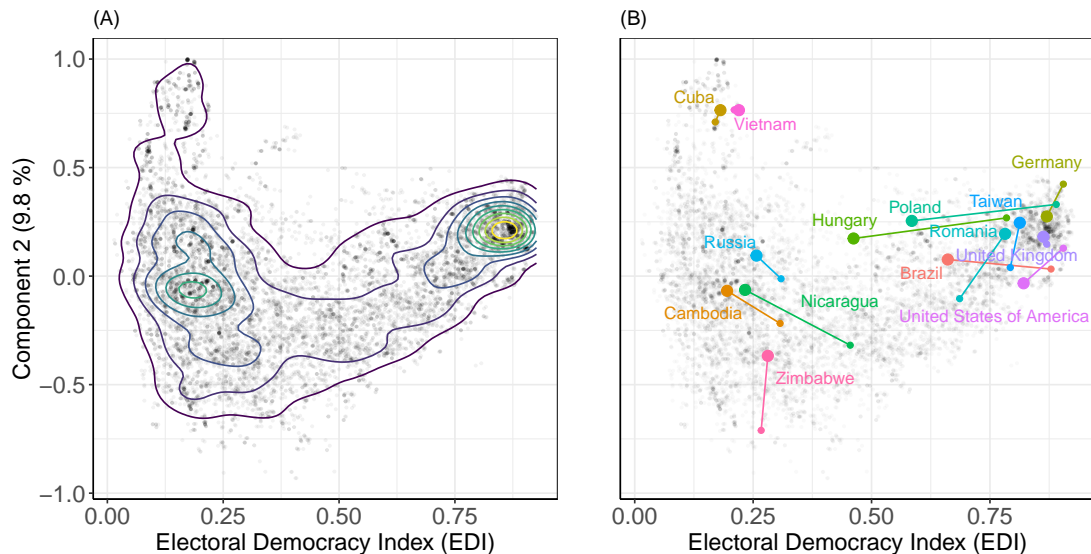 (A)
1.0
0.5
0.0
−0.5
−1.0
Component 2 (9.8 %)
0.00 0.25 0.50 0.75
Electoral Democracy Index (EDI)
(B)
Cuba
Vietnam
Germany
Poland
Taiwan
Hungary
Romania
Russia
United Kingdom
Brazil
Nicaragua
Cambodia
United States of America
Zimbabwe
0.00 0.25 0.50 0.75
Electoral Democracy Index (EDI)